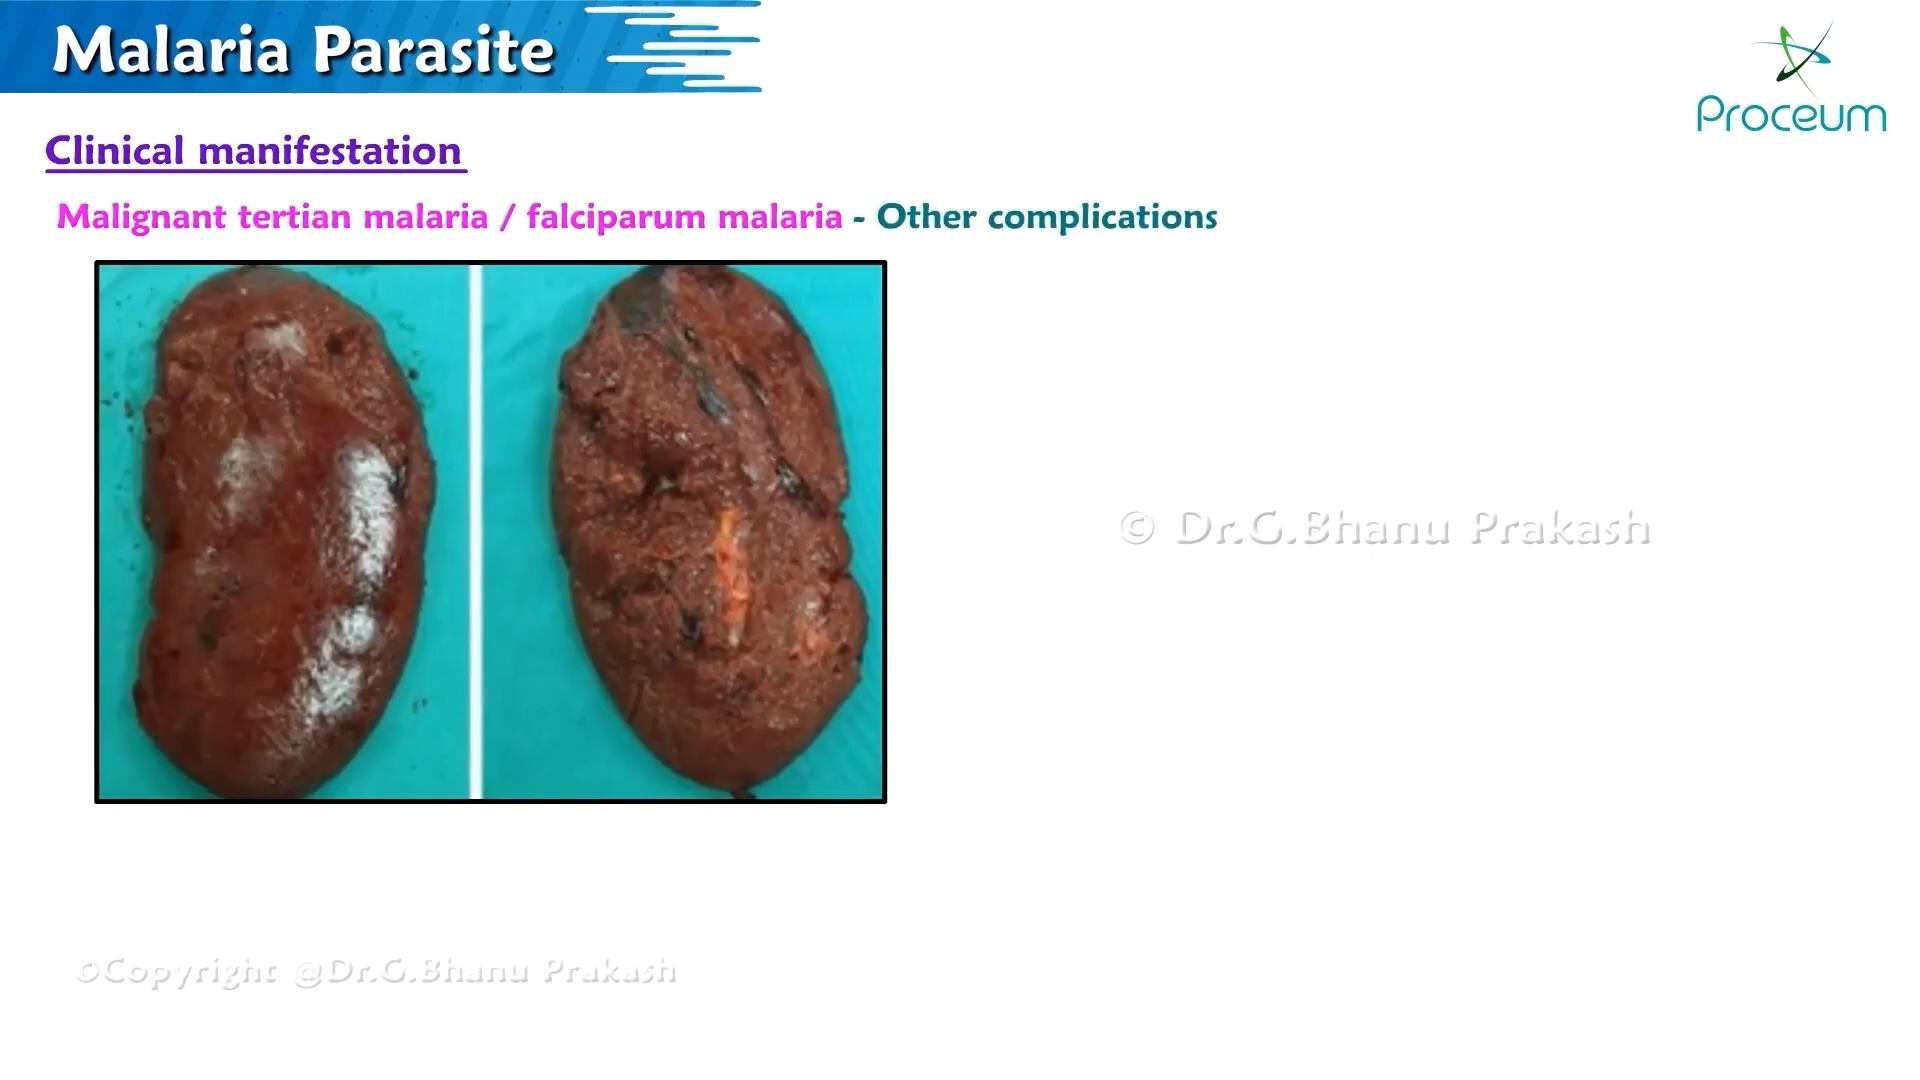 Malaria Parasite
Proceum
Clinical manifestation
Malignant tertian malaria / falciparum malaria - Other complications
© Dr.G.Bhanu Prakash
©Copyright @Dr.G.Bhanu Prakash